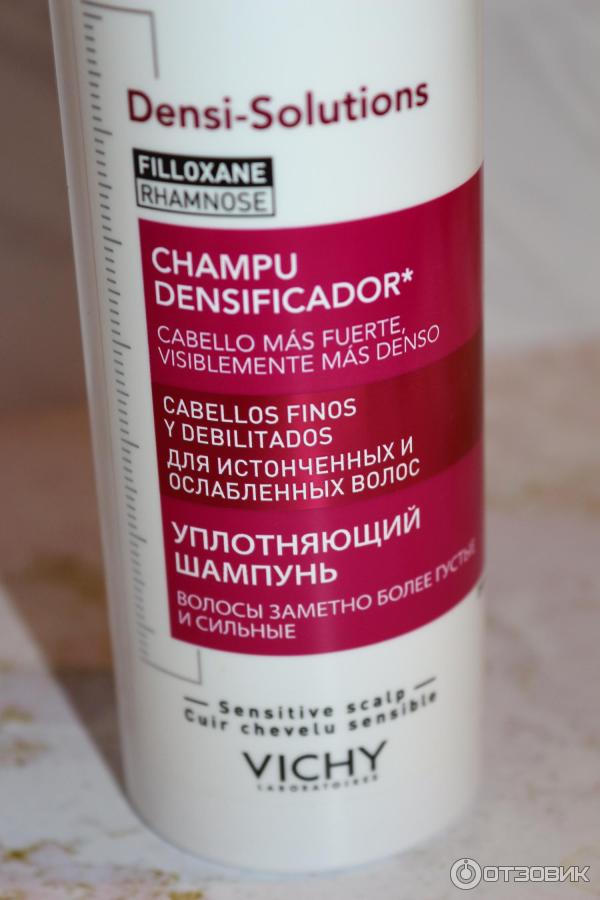 Densi-Solutions
FILLOXANE
RHAMNOSE
CHAMPU
DENSIFICADOR*
CABELLO MÁS FUERTE,
VISIBLEMENTE MÁS DENSO
CABELLOS FINOS
Y DEBILITADOS
ДЛЯ ИСТОНЧЕННЫХ И
ОСЛАБЛЕННЫХ ВОЛОС
УПЛОТНЯЮЩИЙ
ШАМПУНЬ
ВОЛОСЫ ЗАМЕТНО БОЛЕЕ ГУСТЫЕ
И СИЛЬНЫЕ
Sensitive scalp
Cuir chevelu sensible
VICHY
LABORATOIRES
ОТЗОВИК